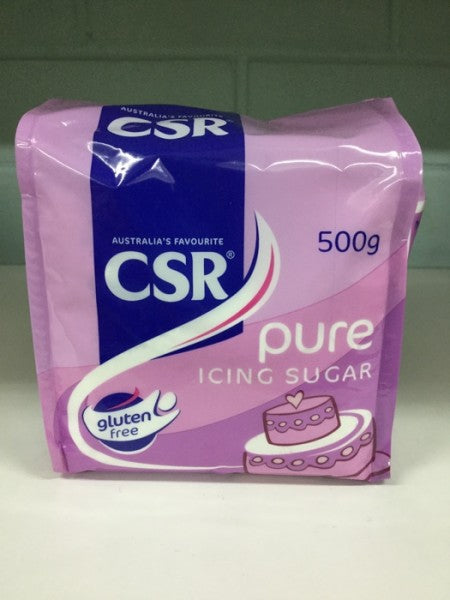 AUSTRALIA'S FAVOURITE
CSR
AUSTRALIA'S FAVOURITE
CSR®
500g
pure
ICING SUGAR
gluten
free